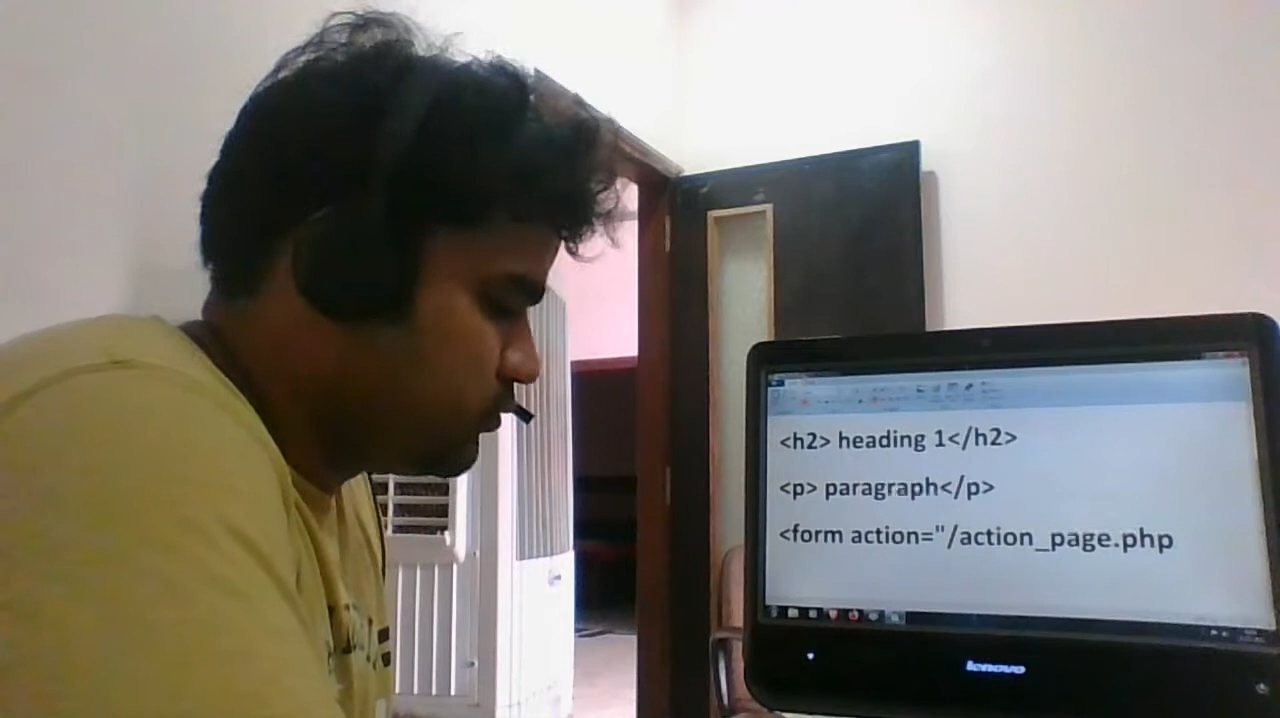 <h2> heading 1</h2>
<p> paragraph</p>
<form action="/action_page.php
lenovo